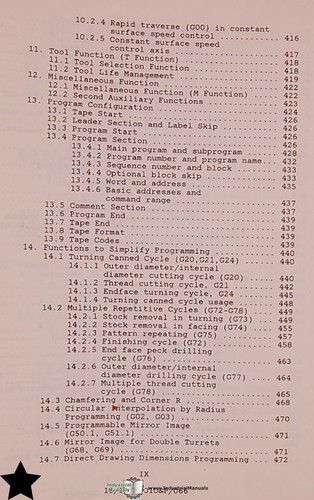 10.2.4 Rapid traverse (G00) in constant
surface speed control ............ 416
10.2.5 Constant surface speed
control axis ..................... 417
11. Tool Function (T Function) ................... 418
11.1 Tool Selection Function .................. 418
11.2 Tool Life Management ..................... 419
12. Miscellaneous Function ....................... 422
12.1 Miscellaneous Function (M Function) ...... 422
12.2 Second Auxiliary Functions ............... 423
13. Program Configuration ........................ 424
13.1 Tape Start ............................... 426
13.2 Leader Section and Label Skip ............ 426
13.3 Program Start ............................ 426
13.4 Program Section .......................... 426
13.4.1 Main program and subprogram ...... 428
13.4.2 Program number and program name... 432
13.4.3 Sequence number and block ........ 433
13.4.4 Optional block skip .............. 433
13.4.5 Word and address ................. 435
13.4.6 Basic addresses and
command range .................... 437
13.5 Comment Section .......................... 437
13.6 Program End .............................. 439
13.7 Tape End ................................. 439
13.8 Tape Format .............................. 439
13.9 Tape Codes ............................... 439
14. Functions to Simplify Programming ............ 440
14.1 Turning Canned Cycle (G20,G21,G24) ....... 440
14.1.1 Outer diameter/internal
diameter cutting cycle (G20) ..... 440
14.1.2 Thread cutting cycle, G21 ........ 442
14.1.3 Endface turning cycle, G24 ....... 445
14.1.4 Turning canned cycle usage ....... 448
14.2 Multiple Repetitive Cycles (G72-G78) ..... 449
14.2.1 Stock removal in turning (G73) ... 449
14.2.2 Stock removal in facing (G74) .... 455
14.2.3 Pattern repeating (G75) .......... 457
14.2.4 Finishing cycle (G72) ............ 458
14.2.5 End face peck drilling
cycle (G76) ...................... 463
14.2.6 Outer diameter/internal
diameter drilling cycle (G77) .... 464
14.2.7 Multiple thread cutting
cycle (G78) ...................... 465
14.3 Chamfering and Corner R .................. 468
14.4 Circular Interpolation by Radius
Programming (G02, G03) ................... 470
14.5 Programmable Mirror Image
(G50.1, G51.1) ........................... 471
14.6 Mirror Image for Double Turrets
(G68, G69) ............................... 471
14.7 Direct Drawing Dimensions Programming .... 472
IX